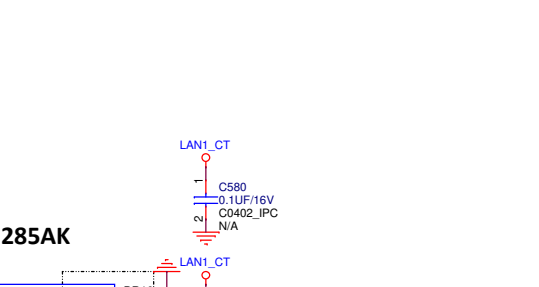 LAN1_CT
1
C580
0.1UF/16V
C0402_IPC
2
N/A
285AK
LAN1_CT